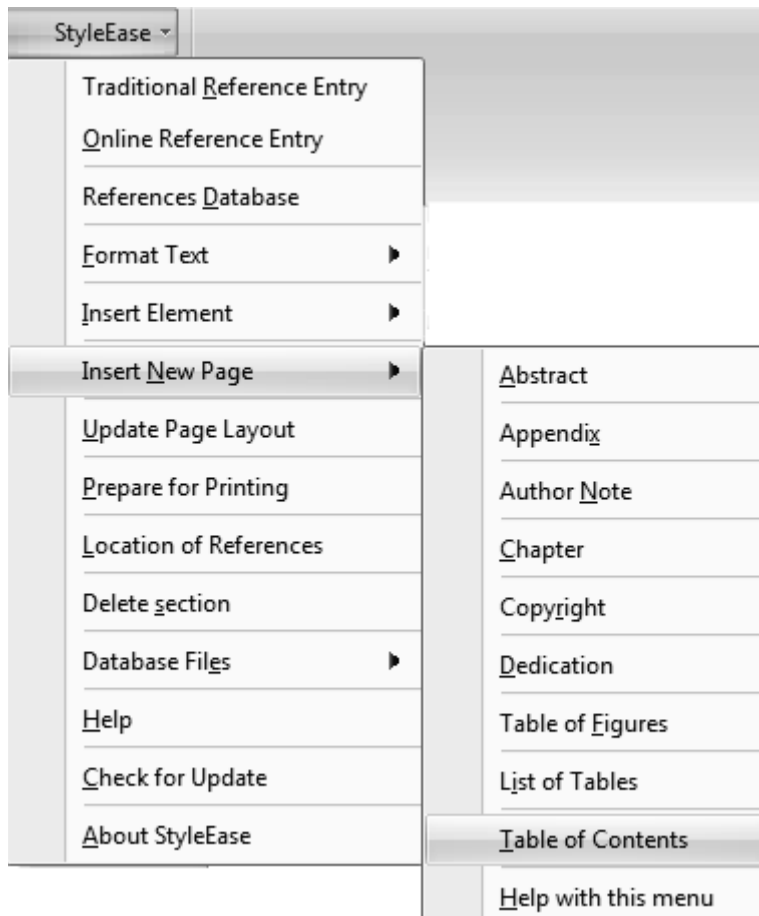 StyleEase
Traditional Reference Entry
Online Reference Entry
References Database
Format Text
Insert Element
Insert New Page
Update Page Layout
Prepare for Printing
Location of References
Delete section
Database Files
Help
Check for Update
About StyleEase
Abstract
Appendix
Author Note
Chapter
Copyright
Dedication
Table of Figures
List of Tables
Table of Contents
Help with this menu